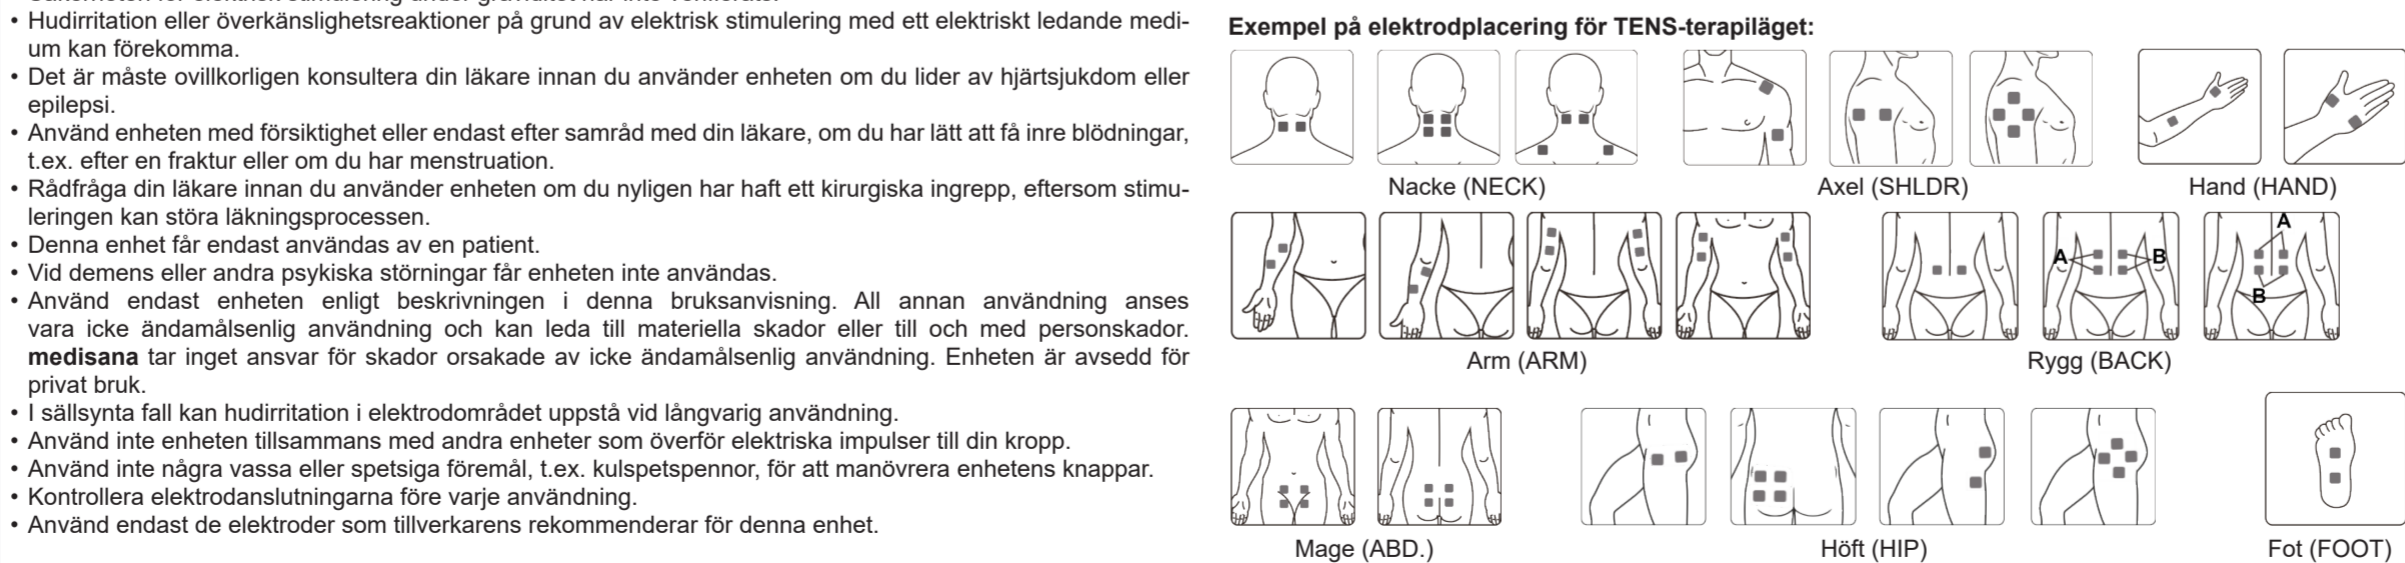 • Hudirritation eller överkänslighetsreaktioner på grund av elektrisk stimulering med ett elektriskt ledande medi-
um kan förekomma.
• Det är måste ovillkorligen konsultera din läkare innan du använder enheten om du lider av hjärtsjukdom eller
epilepsi.
• Använd enheten med försiktighet eller endast efter samråd med din läkare, om du har lätt att få inre blödningar,
t.ex. efter en fraktur eller om du har menstruation.
• Rådfråga din läkare innan du använder enheten om du nyligen har haft ett kirurgiska ingrepp, eftersom stimu-
leringen kan störa läkningsprocessen.
• Denna enhet får endast användas av en patient.
• Vid demens eller andra psykiska störningar får enheten inte användas.
• Använd endast enheten enligt beskrivningen i denna bruksanvisning. All annan användning anses
vara icke ändamålsenlig användning och kan leda till materiella skador eller till och med personskador.
medisana tar inget ansvar för skador orsakade av icke ändamålsenlig användning. Enheten är avsedd för
privat bruk.
• I sällsynta fall kan hudirritation i elektrodområdet uppstå vid långvarig användning.
• Använd inte enheten tillsammans med andra enheter som överför elektriska impulser till din kropp.
• Använd inte några vassa eller spetsiga föremål, t.ex. kulspetspennor, för att manövrera enhetens knappar.
• Kontrollera elektrodanslutningarna före varje användning.
• Använd endast de elektroder som tillverkarens rekommenderar för denna enhet.
Exempel på elektrodplacering för TENS-terapiläget:
Nacke (NECK)
Axel (SHLDR)
Hand (HAND)
A
A
B
B
Arm (ARM)
Rygg (BACK)
Mage (ABD.)
Höft (HIP)
Fot (FOOT)